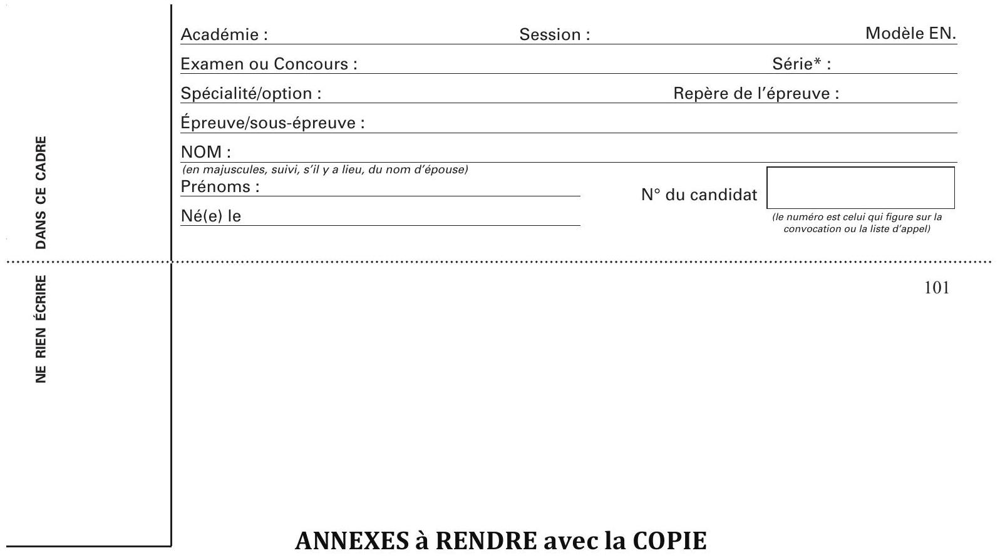 Académie : Session : Modèle EN.
Examen ou Concours : Série* :
Spécialité/option : Repère de l'épreuve :
Épreuve/sous-épreuve :
NOM :
(en majuscules, suivi, s'il y a lieu, du nom d'épouse)
Prénoms :
N° du candidat
Né(e) le
(le numéro est celui qui figure sur la
convocation ou la liste d'appel)
NE RIEN ÉCRIRE DANS CE CADRE
101
ANNEXES à RENDRE avec la COPIE